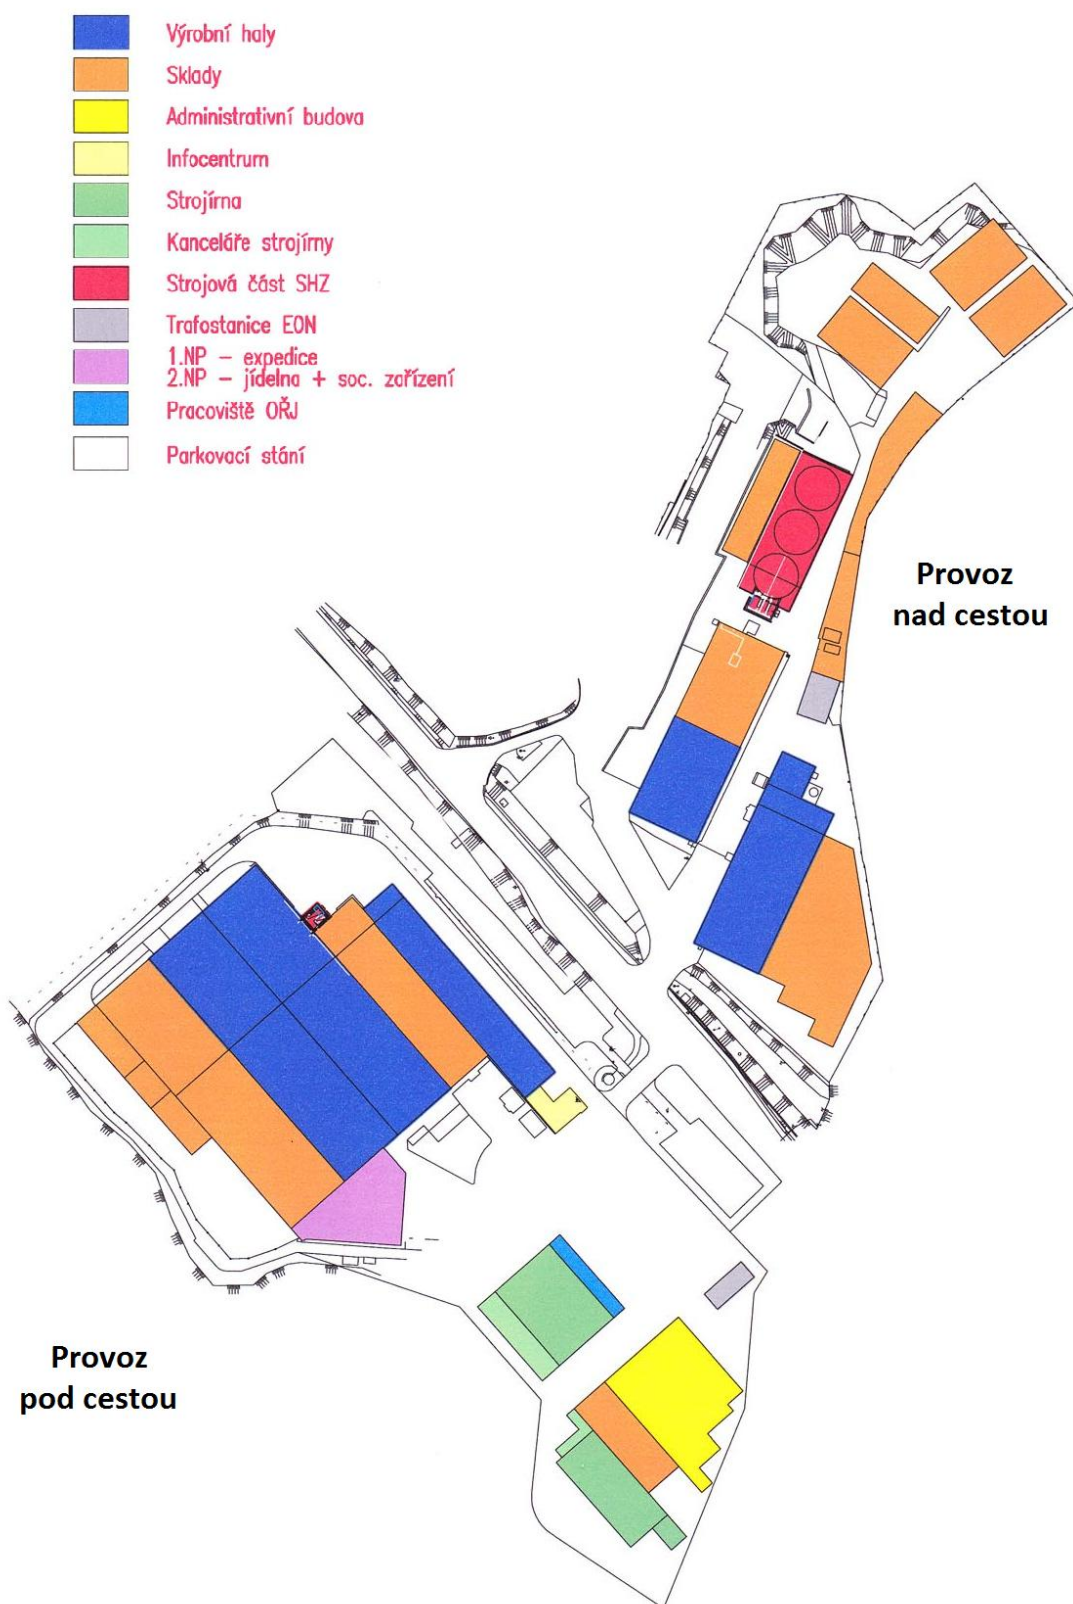 Výrobní haly
Sklady
Administrativní budova
Infocentrum
Strojírna
Kanceláře strojírny
Strojová část SHZ
Trafostanice EON
1.NP – expedice
2.NP – jídelna + soc. zařízení
Pracoviště OŘJ
Parkovací stání
Provoz
nad cestou
Provoz
pod cestou